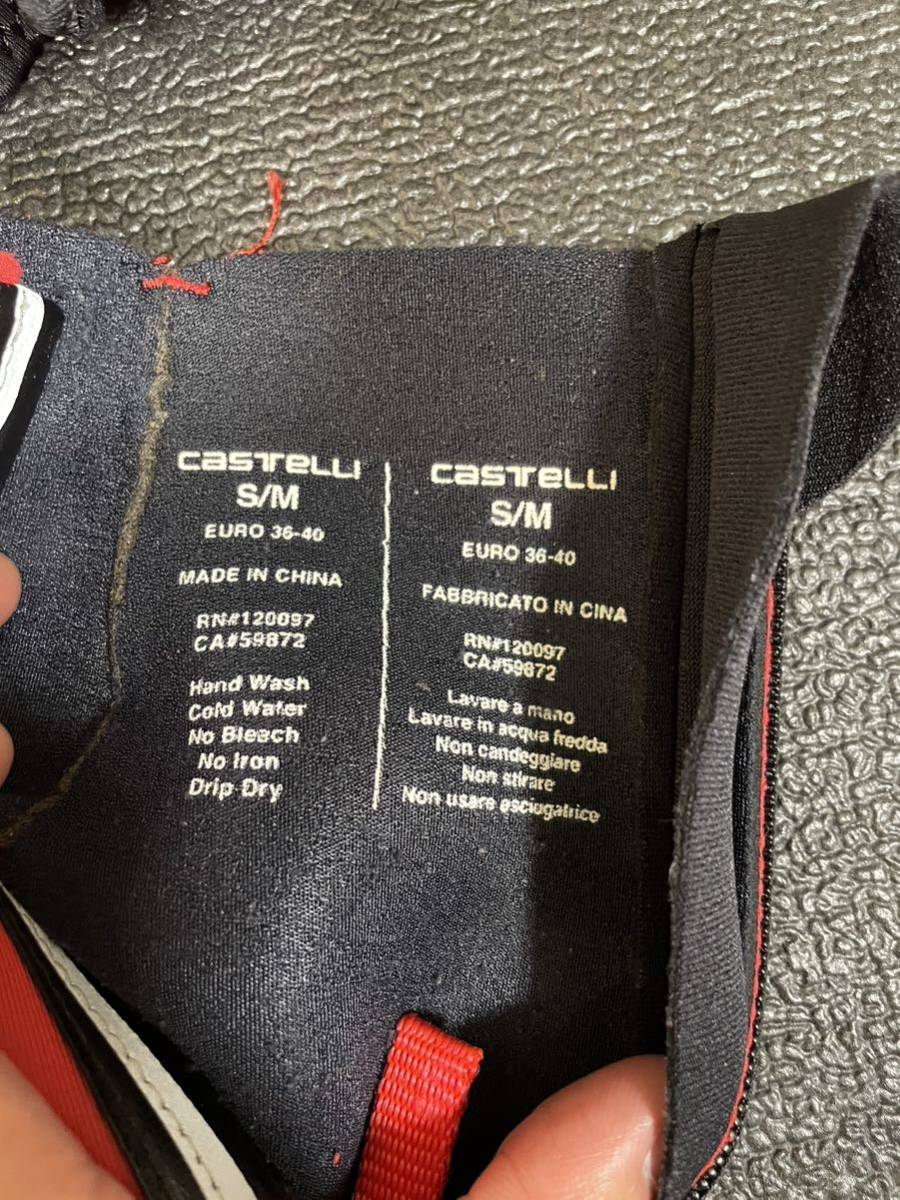 CASTELLI
S/M
EURO 36-40
MADE IN CHINA
RN#120097
CA#59872
Hand Wash
Cold Water
No Bleach
No Iron
Drip Dry
CASTELLI
S/M
EURO 36-40
FABBRICATO IN CINA
RN#120097
CA#59872
Lavare a mano
Lavare in acqua fredda
Non candeggiare
Non stirare
Non usare asciugatrice